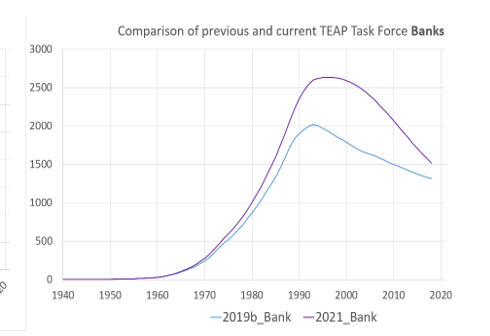 Comparison of previous and current TEAP Task Force Banks
3000
2500
2000
1500
1000
500
0
1940 1950 1960 1970 1980 1990 2000 2010 2020
2019b_Bank 2021_Bank